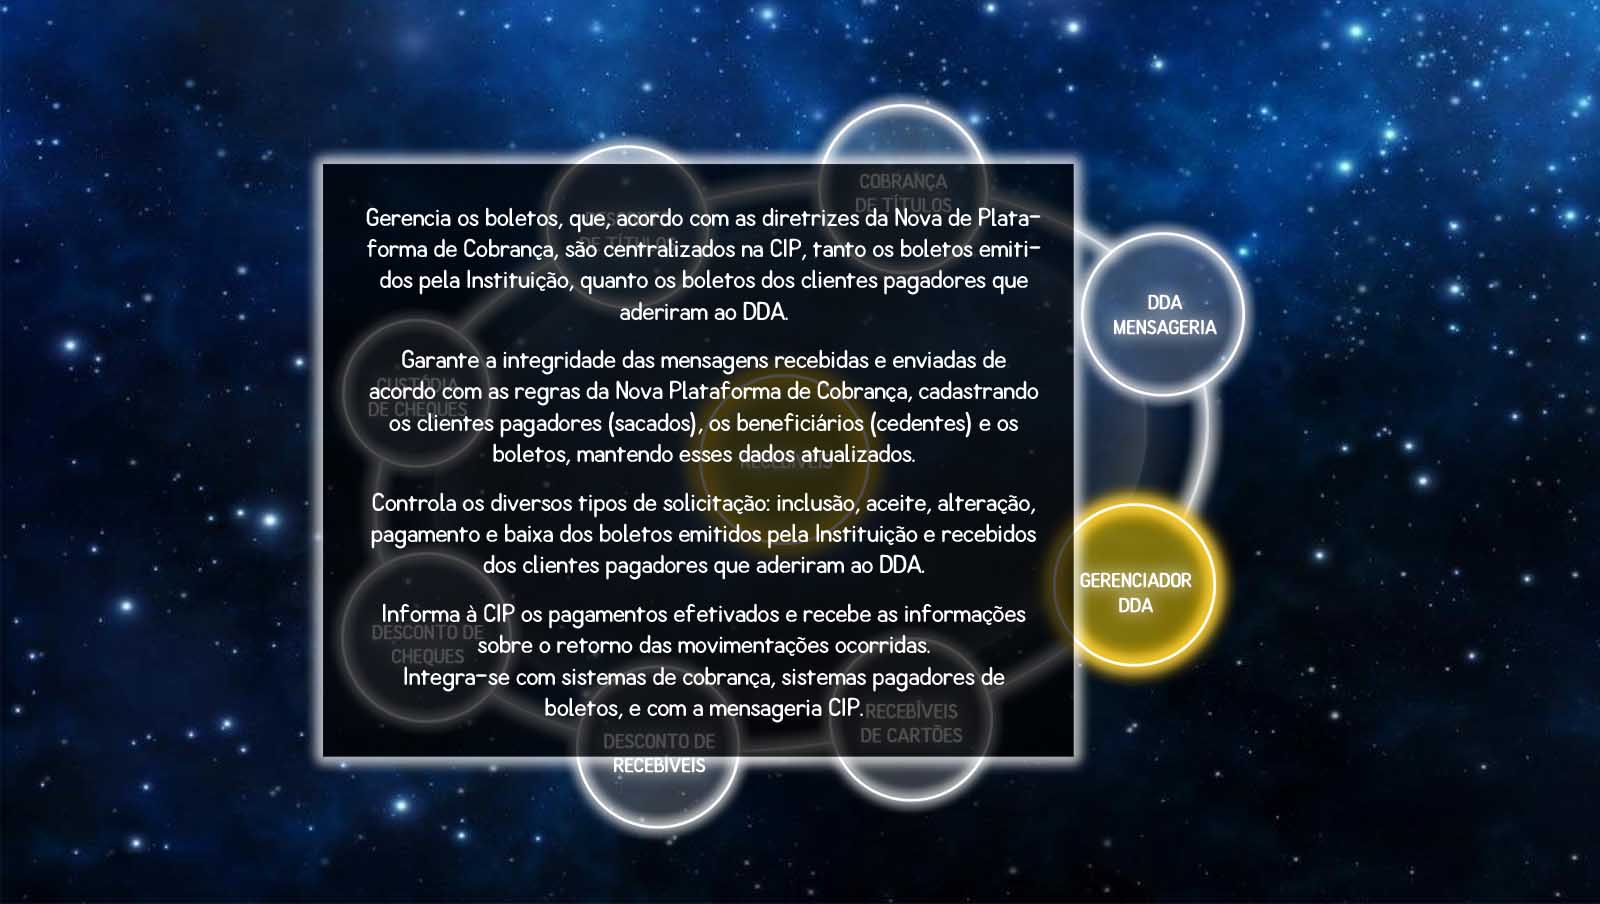 COBRANÇA
DE TÍTULOS
DE TÍTULOS
Gerencia os boletos, que, acordo com as diretrizes da Nova de Plata-
forma de Cobrança, são centralizados na CIP, tanto os boletos emiti-
dos pela Instituição, quanto os boletos dos clientes pagadores que
aderiram ao DDA.
Garante a integridade das mensagens recebidas e enviadas de
acordo com as regras da Nova Plataforma de Cobrança, cadastrando
os clientes pagadores (sacados), os beneficiários (cedentes) e os
boletos, mantendo esses dados atualizados.
Controla os diversos tipos de solicitação: inclusão, aceite, alteração,
pagamento e baixa dos boletos emitidos pela Instituição e recebidos
dos clientes pagadores que aderiram ao DDA.
Informa à CIP os pagamentos efetivados e recebe as informações
sobre o retorno das movimentações ocorridas.
Integra-se com sistemas de cobrança, sistemas pagadores de
boletos, e com a mensageria CIP.
DDA
MENSAGERIA
CUSTÓDIA
DE CHEQUES
RECEBÍVEIS
GERENCIADOR
DDA
DESCONTO DE
CHEQUES
RECEBÍVEIS
DE CARTÕES
DESCONTO DE
RECEBÍVEIS